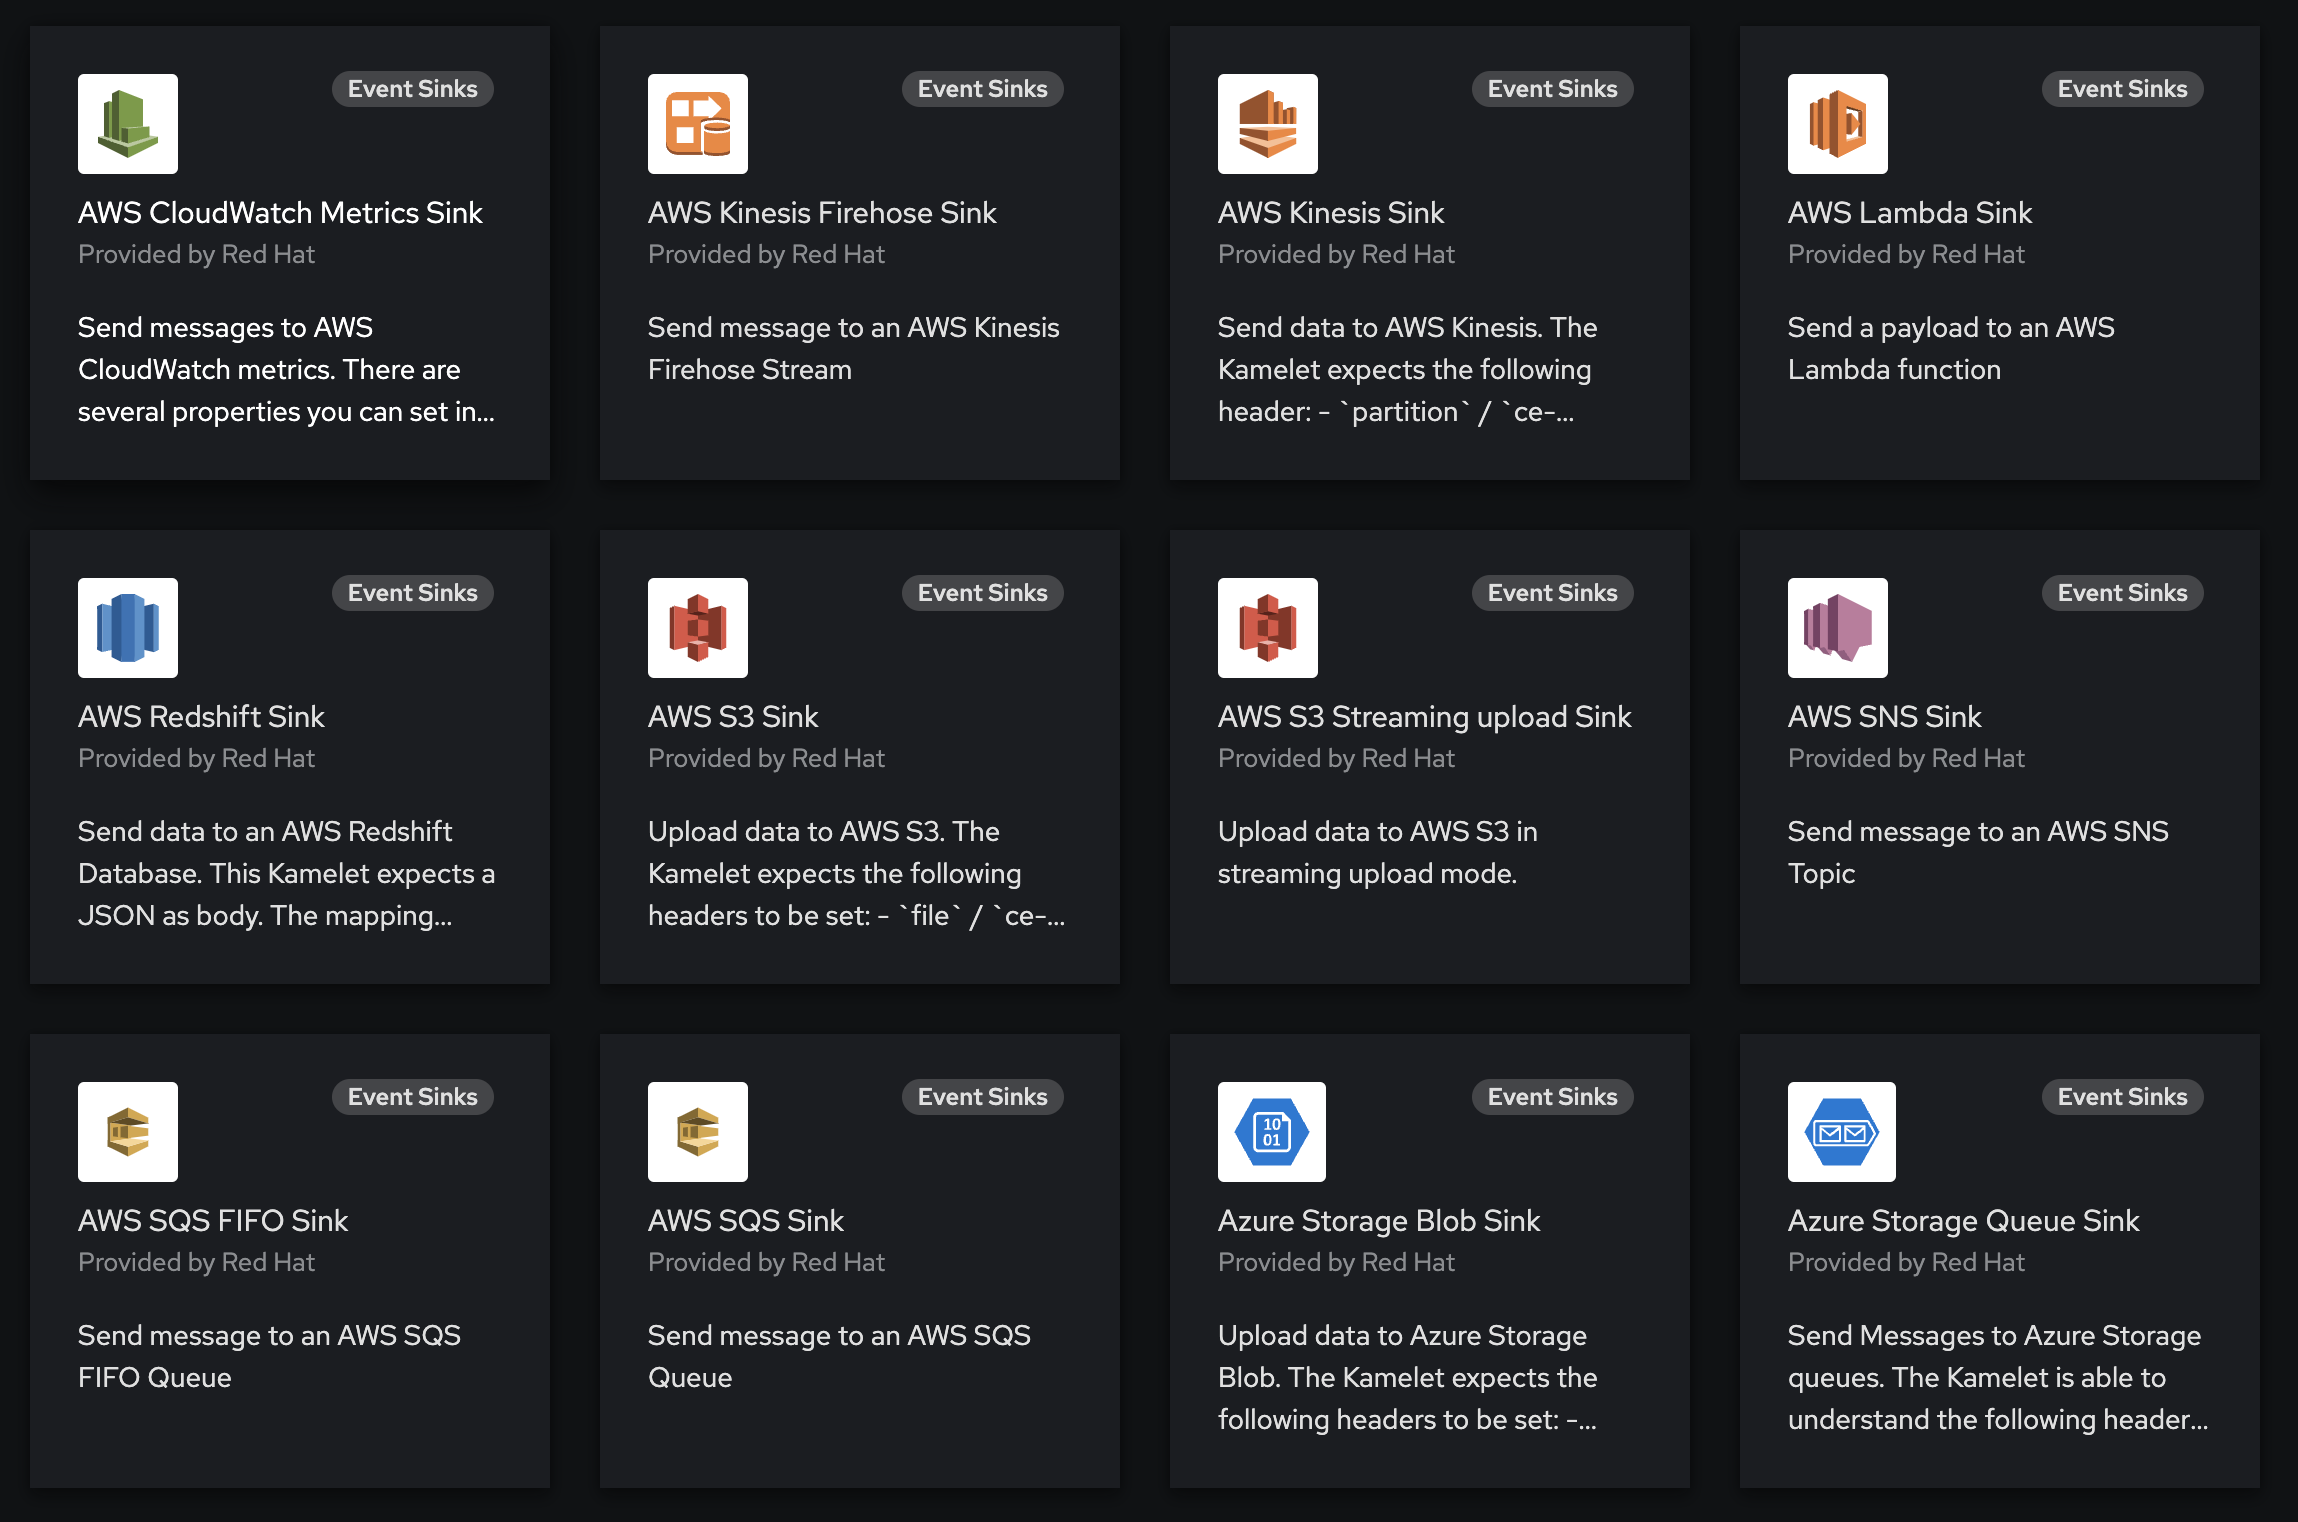 Event Sinks
AWS CloudWatch Metrics Sink
Provided by Red Hat
Send messages to AWS
CloudWatch metrics. There are
several properties you can set in...
Event Sinks
AWS Kinesis Firehose Sink
Provided by Red Hat
Send message to an AWS Kinesis
Firehose Stream
Event Sinks
AWS Kinesis Sink
Provided by Red Hat
Send data to AWS Kinesis. The
Kamelet expects the following
header: - `partition` / `ce-...
Event Sinks
AWS Lambda Sink
Provided by Red Hat
Send a payload to an AWS
Lambda function
Event Sinks
AWS Redshift Sink
Provided by Red Hat
Send data to an AWS Redshift
Database. This Kamelet expects a
JSON as body. The mapping...
Event Sinks
AWS S3 Sink
Provided by Red Hat
Upload data to AWS S3. The
Kamelet expects the following
headers to be set: - `file` / `ce-...
Event Sinks
AWS S3 Streaming upload Sink
Provided by Red Hat
Upload data to AWS S3 in
streaming upload mode.
Event Sinks
AWS SNS Sink
Provided by Red Hat
Send message to an AWS SNS
Topic
Event Sinks
AWS SQS FIFO Sink
Provided by Red Hat
Send message to an AWS SQS
FIFO Queue
Event Sinks
AWS SQS Sink
Provided by Red Hat
Send message to an AWS SQS
Queue
10
01
Event Sinks
Azure Storage Blob Sink
Provided by Red Hat
Upload data to Azure Storage
Blob. The Kamelet expects the
following headers to be set: -...
Event Sinks
Azure Storage Queue Sink
Provided by Red Hat
Send Messages to Azure Storage
queues. The Kamelet is able to
understand the following header...